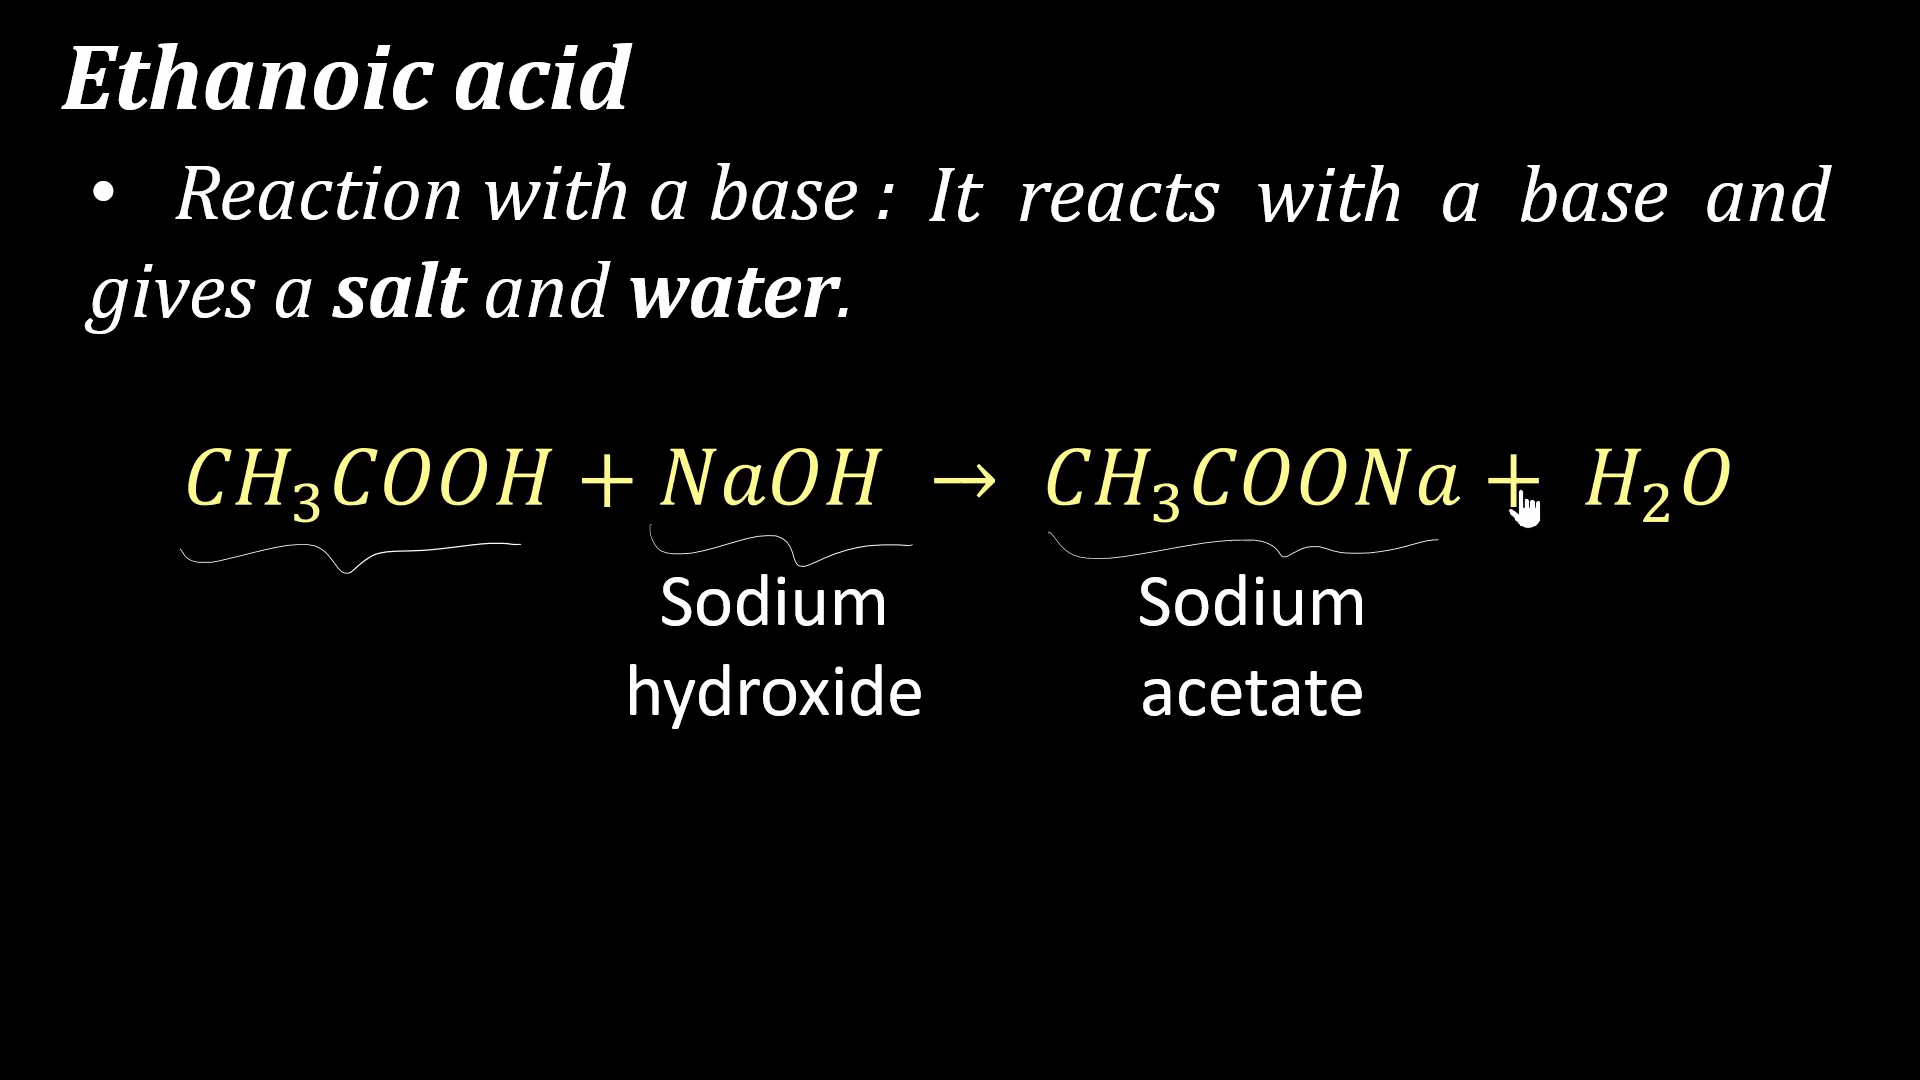 Ethanoic acid
• Reaction with a base : It reacts with a base and
gives a salt and water.
CH₃COOH + NaOH → CH₃COONa + H₂O
Sodium Sodium
hydroxide acetate